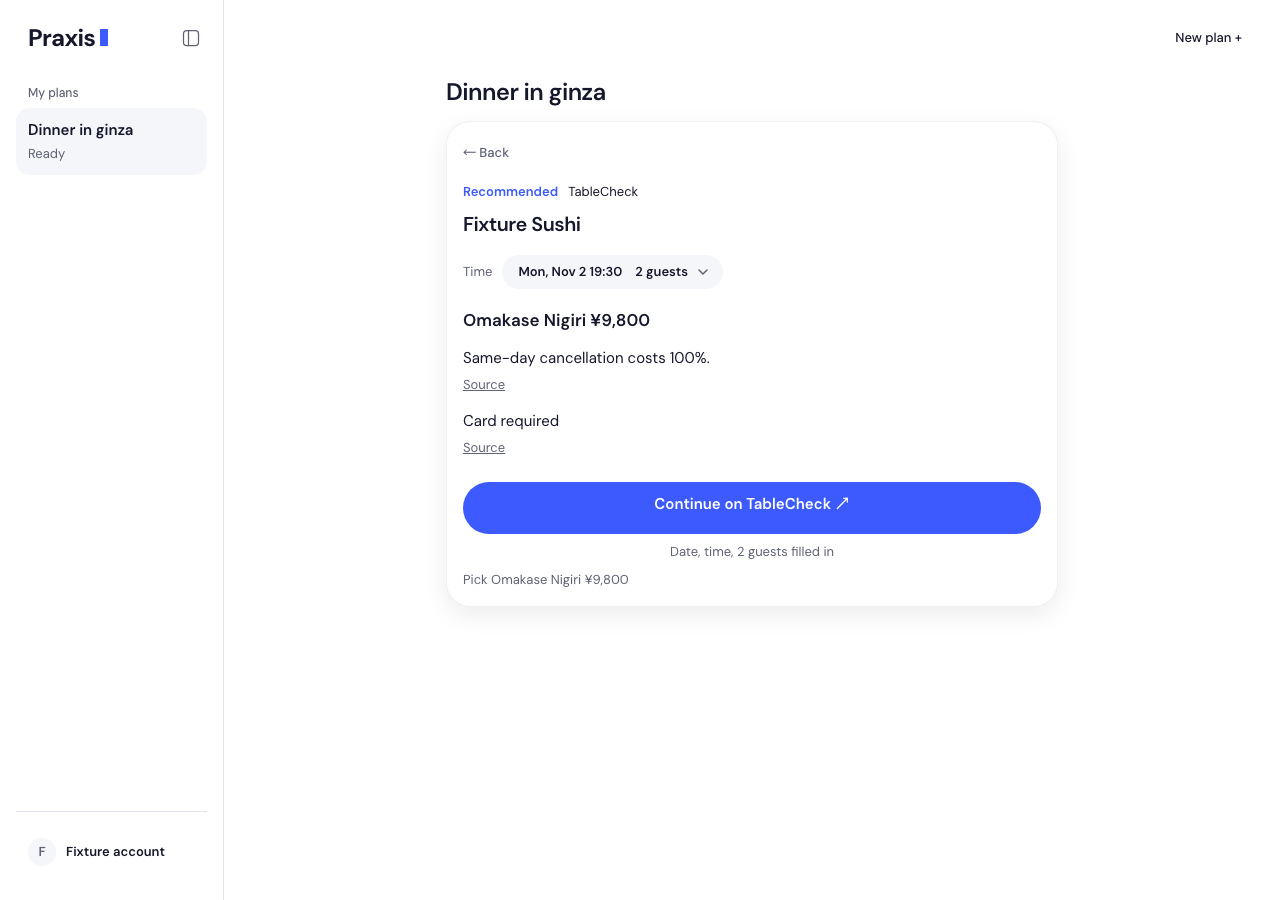 Praxis
New plan +
My plans
Dinner in ginza
Ready
Dinner in ginza
← Back
Recommended TableCheck
Fixture Sushi
Time Mon, Nov 2 19:30 2 guests
Omakase Nigiri ¥9,800
Same-day cancellation costs 100%.
Source
Card required
Source
Continue on TableCheck ↗
Date, time, 2 guests filled in
Pick Omakase Nigiri ¥9,800
F Fixture account